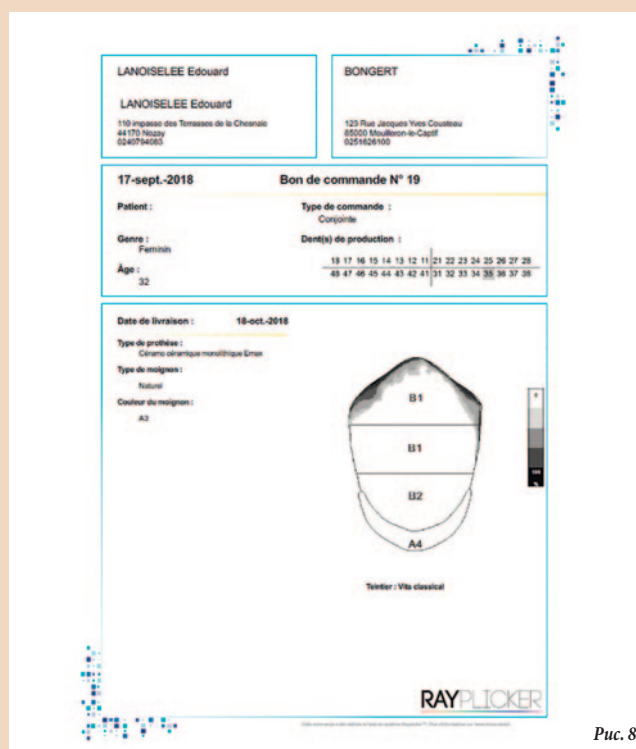 LANOISELEE Edouard
LANOISELEE Edouard
110 impasse des Terrasses de la Chesnaie
44170 Nozay
0240794063
BONGERT
123 Rue Jacques Yves Cousteau
85000 Mouilleron-le-Captif
0251626100
17-sept.-2018 Bon de commande N° 19
Patient :
Type de commande :
Conjointe
Genre :
Feminin
Dent(s) de production :
18 17 16 15 14 13 12 11 21 22 23 24 25 26 27 28
48 47 46 45 44 43 42 41 31 32 33 34 35 36 37 38
Âge :
32
Date de livraison : 18-oct.-2018
Type de prothèse :
Céramo céramique monolithique Emax
Type de moignon :
Naturel
Couleur du moignon :
A3
B1
B1
B2
A4
100
%
Teintier : Vita classical
RAYPLICKER
Рис. 8